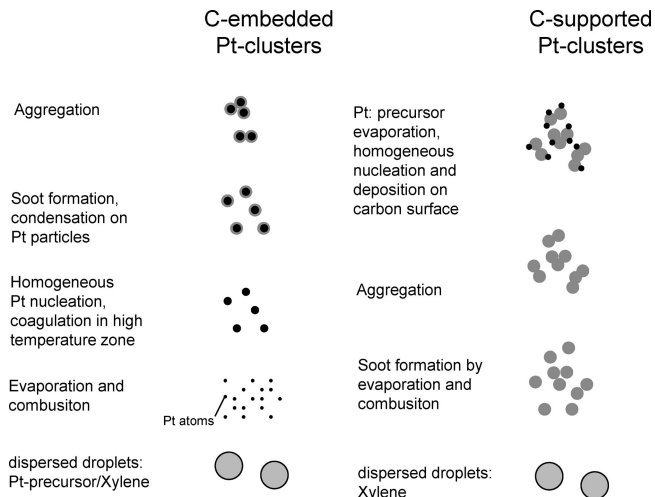 C-embedded
Pt-clusters
Aggregation
Soot formation,
condensation on
Pt particles
Homogeneous
Pt nucleation,
coagulation in high
temperature zone
Evaporation and
combusiton
Pt atoms
dispersed droplets:
Pt-precursor/Xylene
C-supported
Pt-clusters
Pt: precursor
evaporation,
homogeneous
nucleation and
deposition on
carbon surface
Aggregation
Soot formation by
evaporation and
combusiton
dispersed droplets:
Xylene